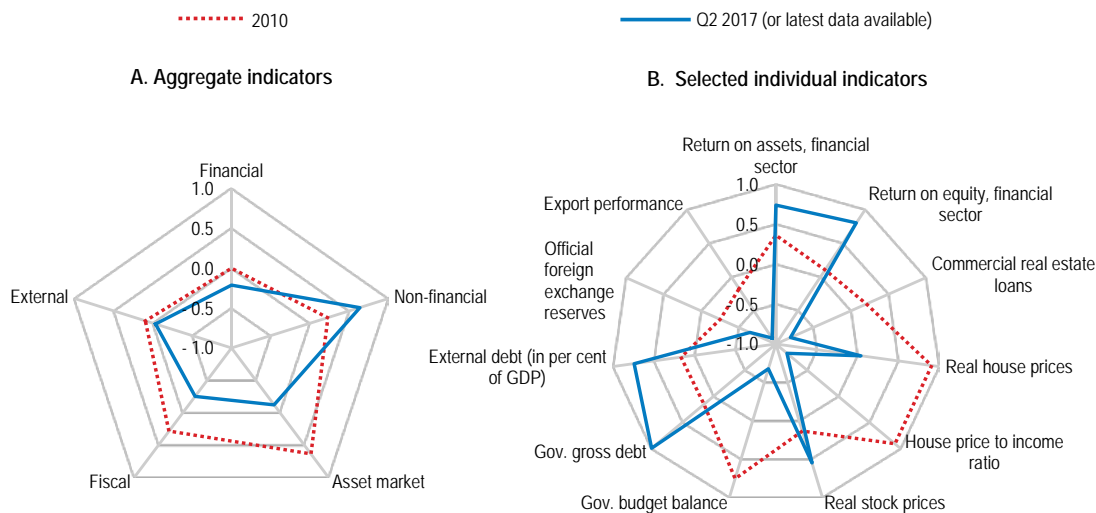 2010
Q2 2017 (or latest data available)
A. Aggregate indicators
B. Selected individual indicators
Financial
1.0
0.5
0.0
0.5
- 1.0
Non-financial
Asset market
Fiscal
External
Return on assets, financial
sector
1.0
0.5
0.0
0.5
- 1.0
Return on equity, financial
sector
Commercial real estate
loans
Real house prices
House price to income
ratio
Real stock prices
Gov. budget balance
Gov. gross debt
External debt (in per cent
of GDP)
Official
foreign
exchange
reserves
Export performance